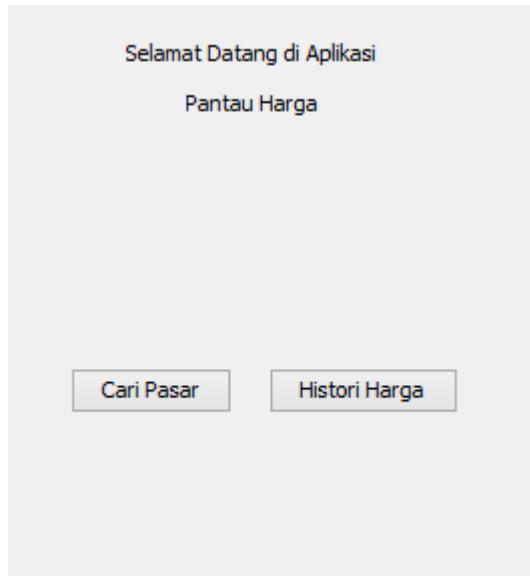 Selamat Datang di Aplikasi
Pantau Harga
Cari Pasar
Histori Harga